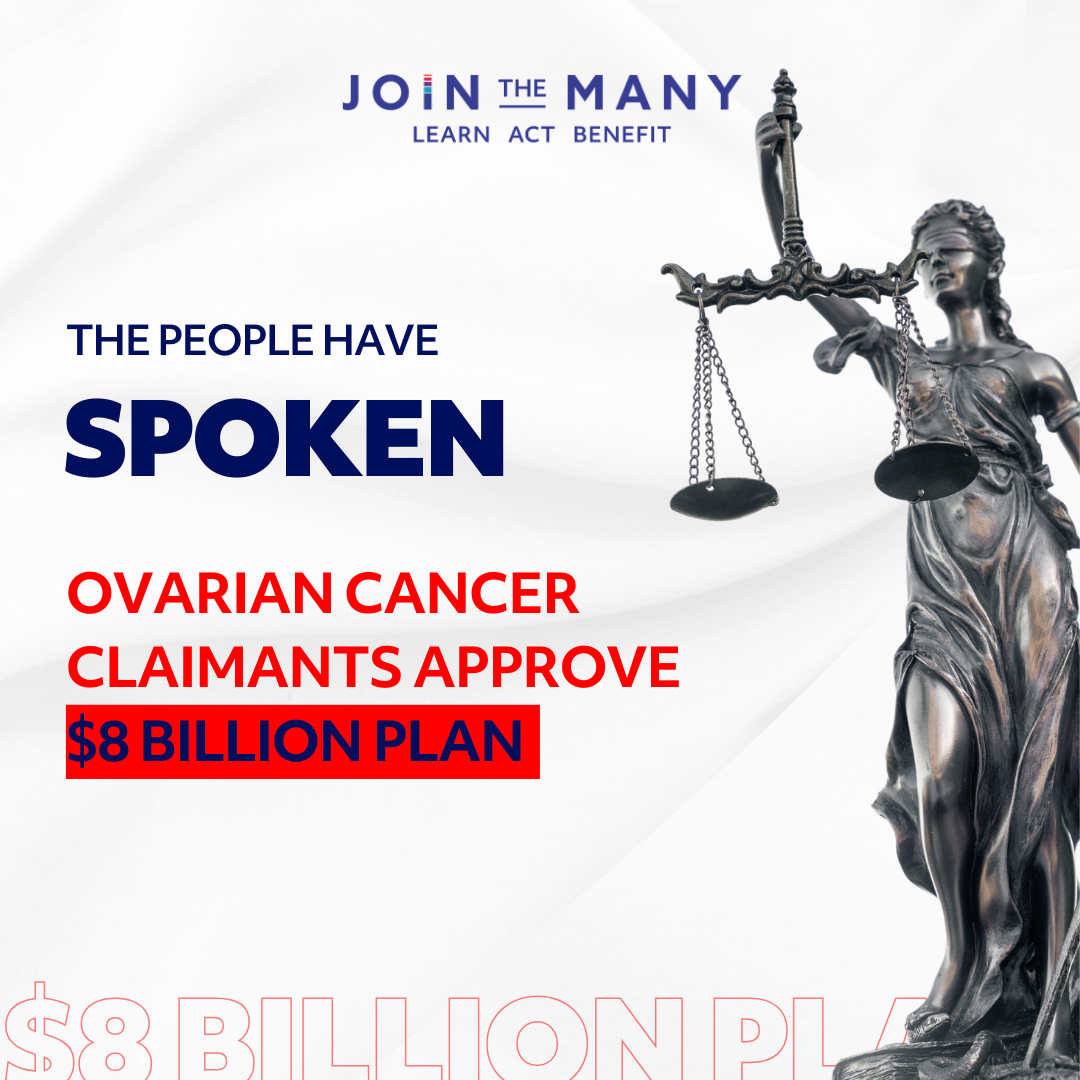 JOIN THE MANY
LEARN ACT BENEFIT
THE PEOPLE HAVE
SPOKEN
OVARIAN CANCER
CLAIMANTS APPROVE
$8 BILLION PLAN
$8 BILLION PLA